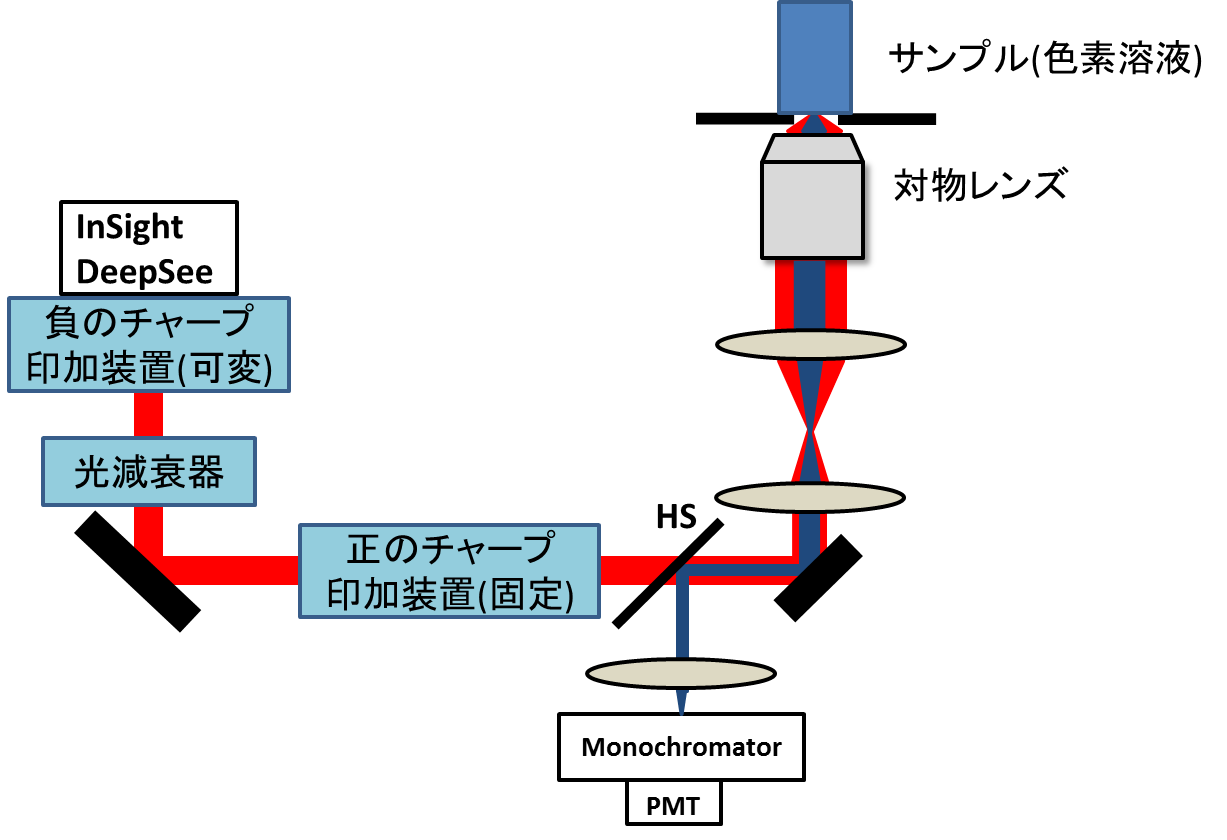 サンプル(色素溶液)
対物レンズ
InSight
DeepSee
負のチャープ
印加装置(可変)
光減衰器
正のチャープ
印加装置(固定)
HS
Monochromator
PMT